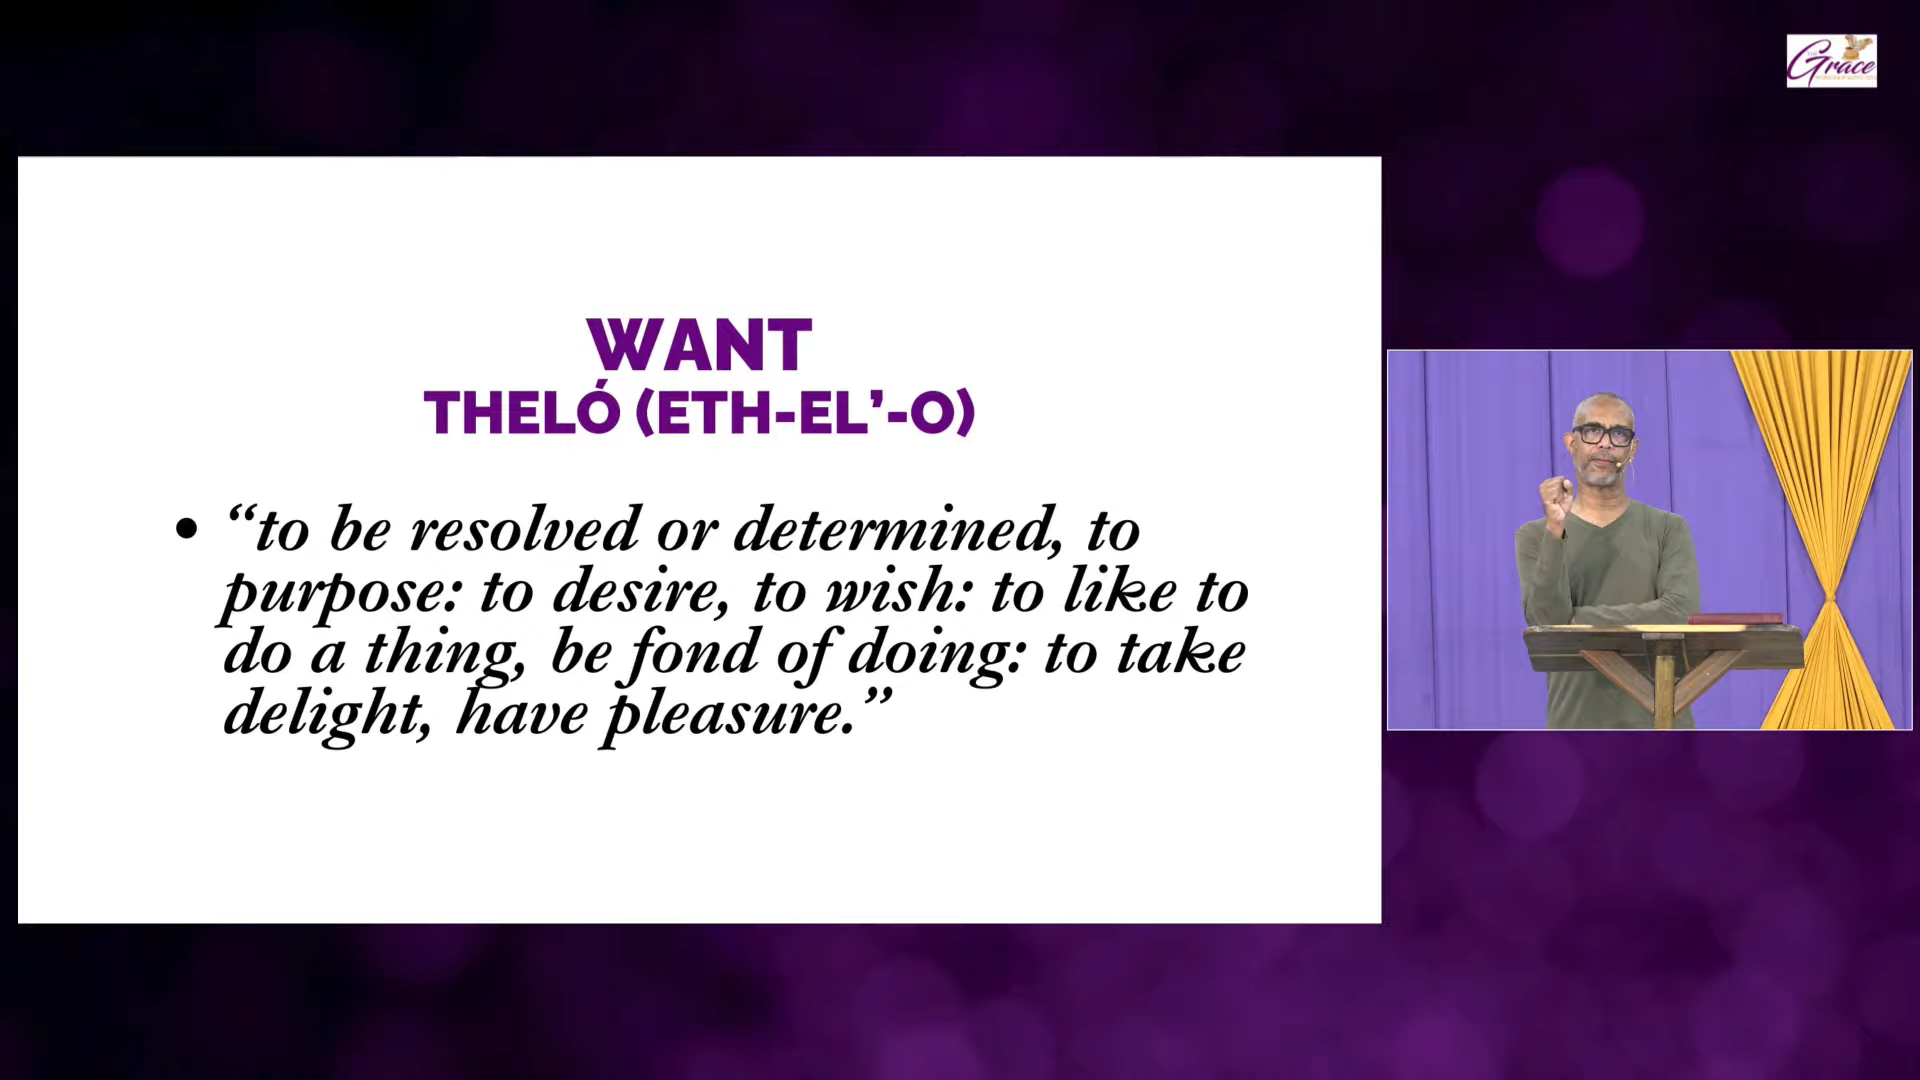 THE
Grace
WANT
THELÓ (ETH-EL’-O)
• “to be resolved or determined, to
purpose: to desire, to wish: to like to
do a thing, be fond of doing: to take
delight, have pleasure.”